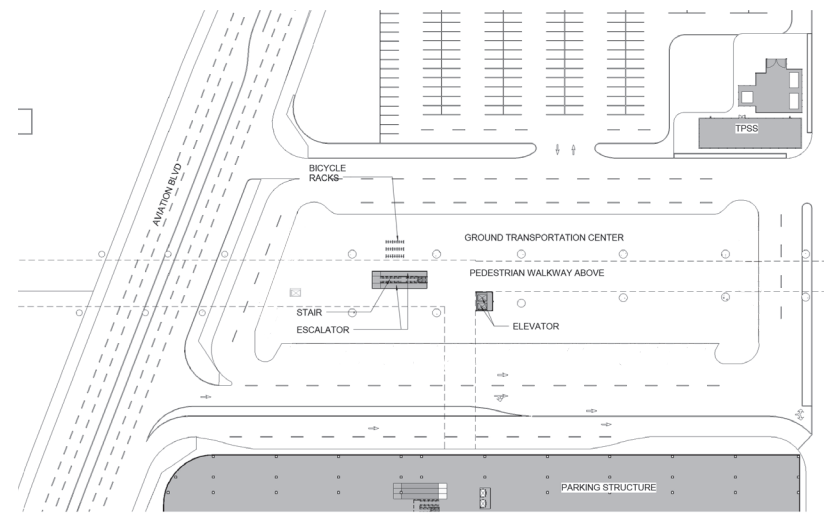 TPSS
BICYCLE
RACKS
AVIATION BLVD
GROUND TRANSPORTATION CENTER
PEDESTRIAN WALKWAY ABOVE
STAIR
ESCALATOR
ELEVATOR
PARKING STRUCTURE